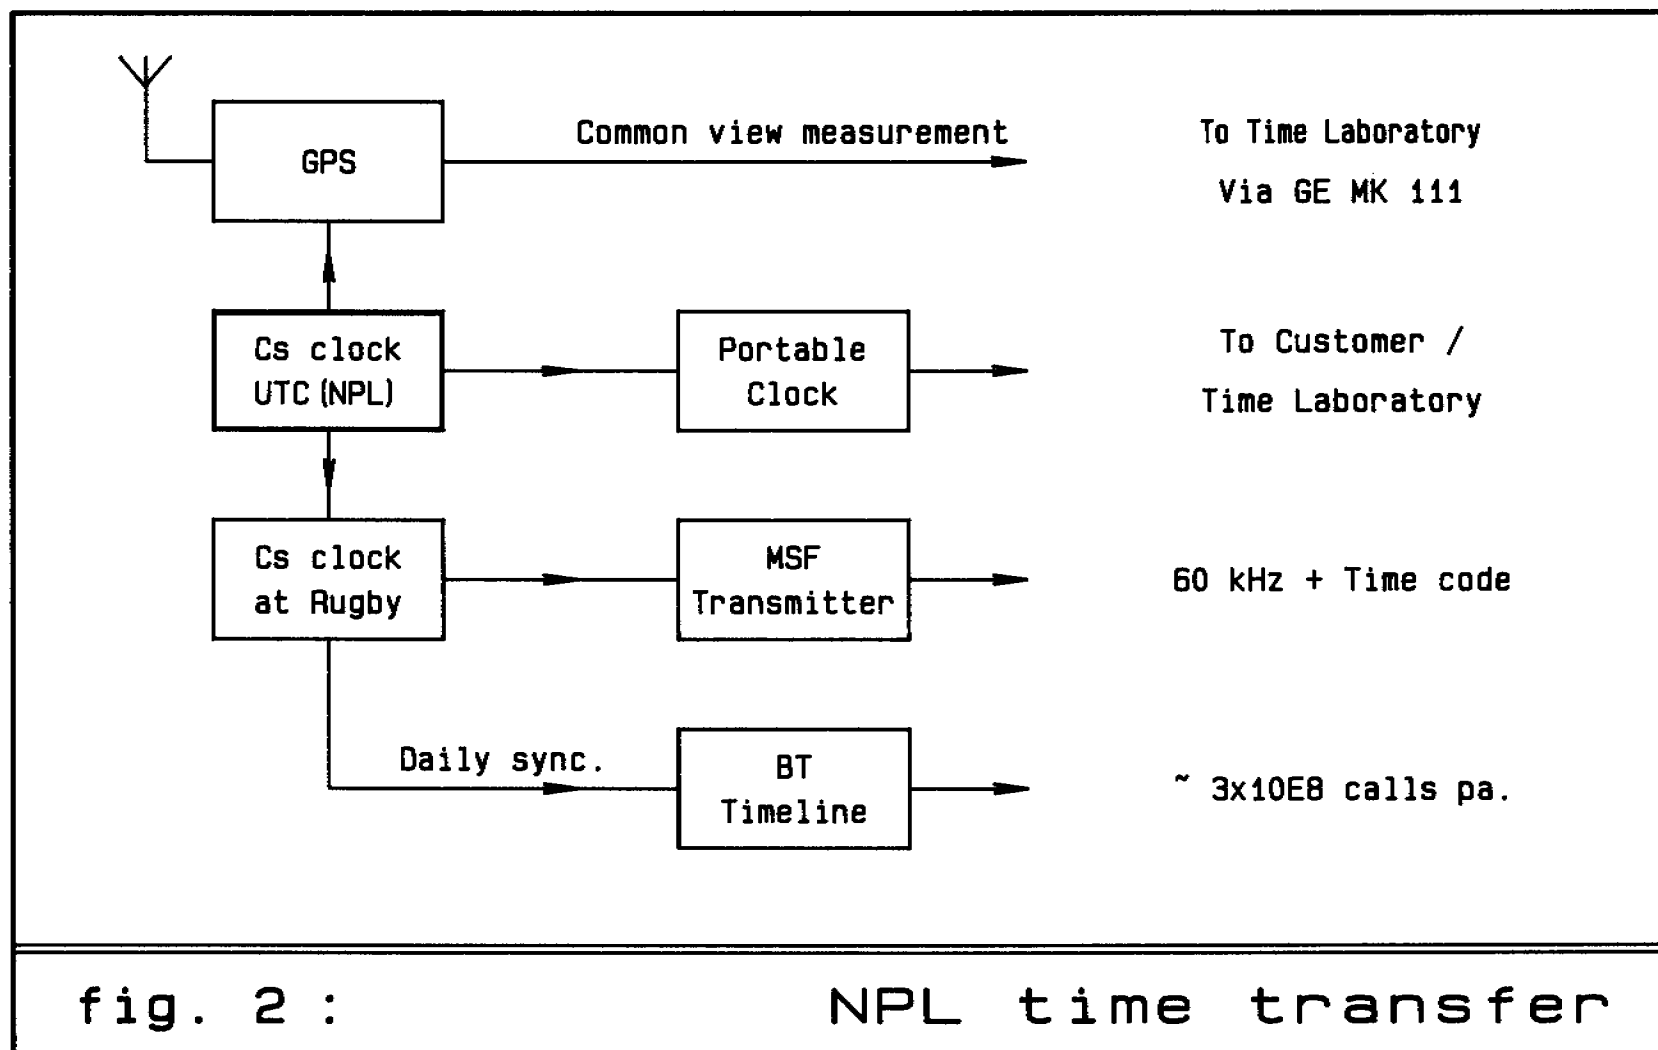 Common view measurement
To Time Laboratory
GPS
Via GE MK 111
Cs clock
UTC (NPL)
Portable
Clock
To Customer /
Time Laboratory
Cs clock
at Rugby
MSF
Transmitter
60 kHz + Time code
Daily sync.
BT
Timeline
~ 3x10E8 calls pa.
fig. 2 :
NPL time transfer